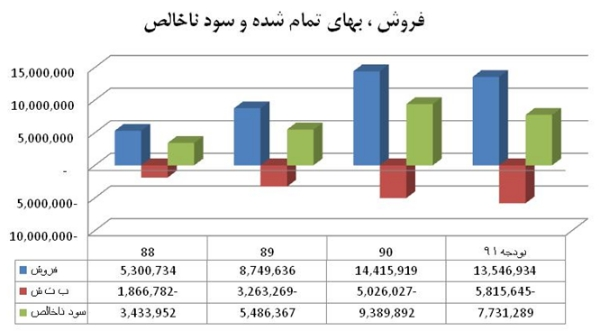 فروش ، بهای تمام شده و سود ناخالص
15,000,000
10,000,000
5,000,000
-
5,000,000-
10,000,000-
88 89 90 بودجه ۹۱
فروش 5,300,734 8,749,636 14,415,919 13,546,934
ب ت ش 1,866,782- 3,263,269- 5,026,027- 5,815,645-
سود ناخالص 3,433,952 5,486,367 9,389,892 7,731,289